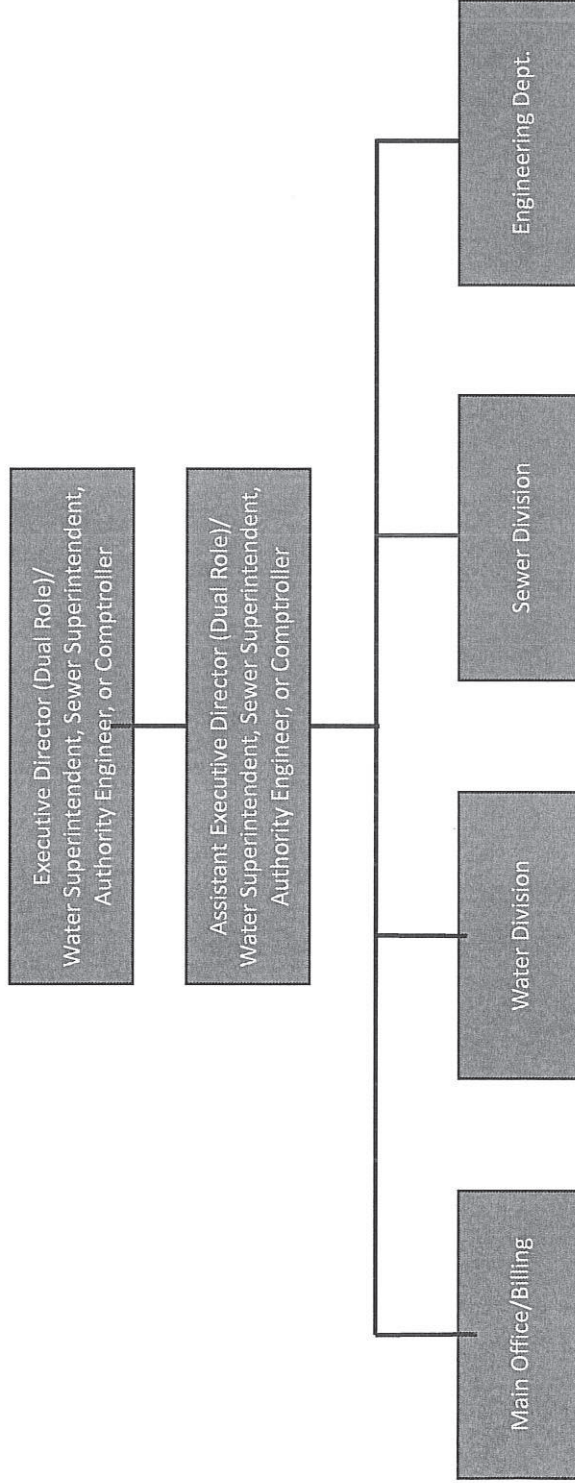 Executive Director (Dual Role)/
Water Superintendent, Sewer Superintendent,
Authority Engineer, or Comptroller
Assistant Executive Director (Dual Role)/
Water Superintendent, Sewer Superintendent,
Authority Engineer, or Comptroller
Main Office/Billing
Water Division
Sewer Division
Engineering Dept.